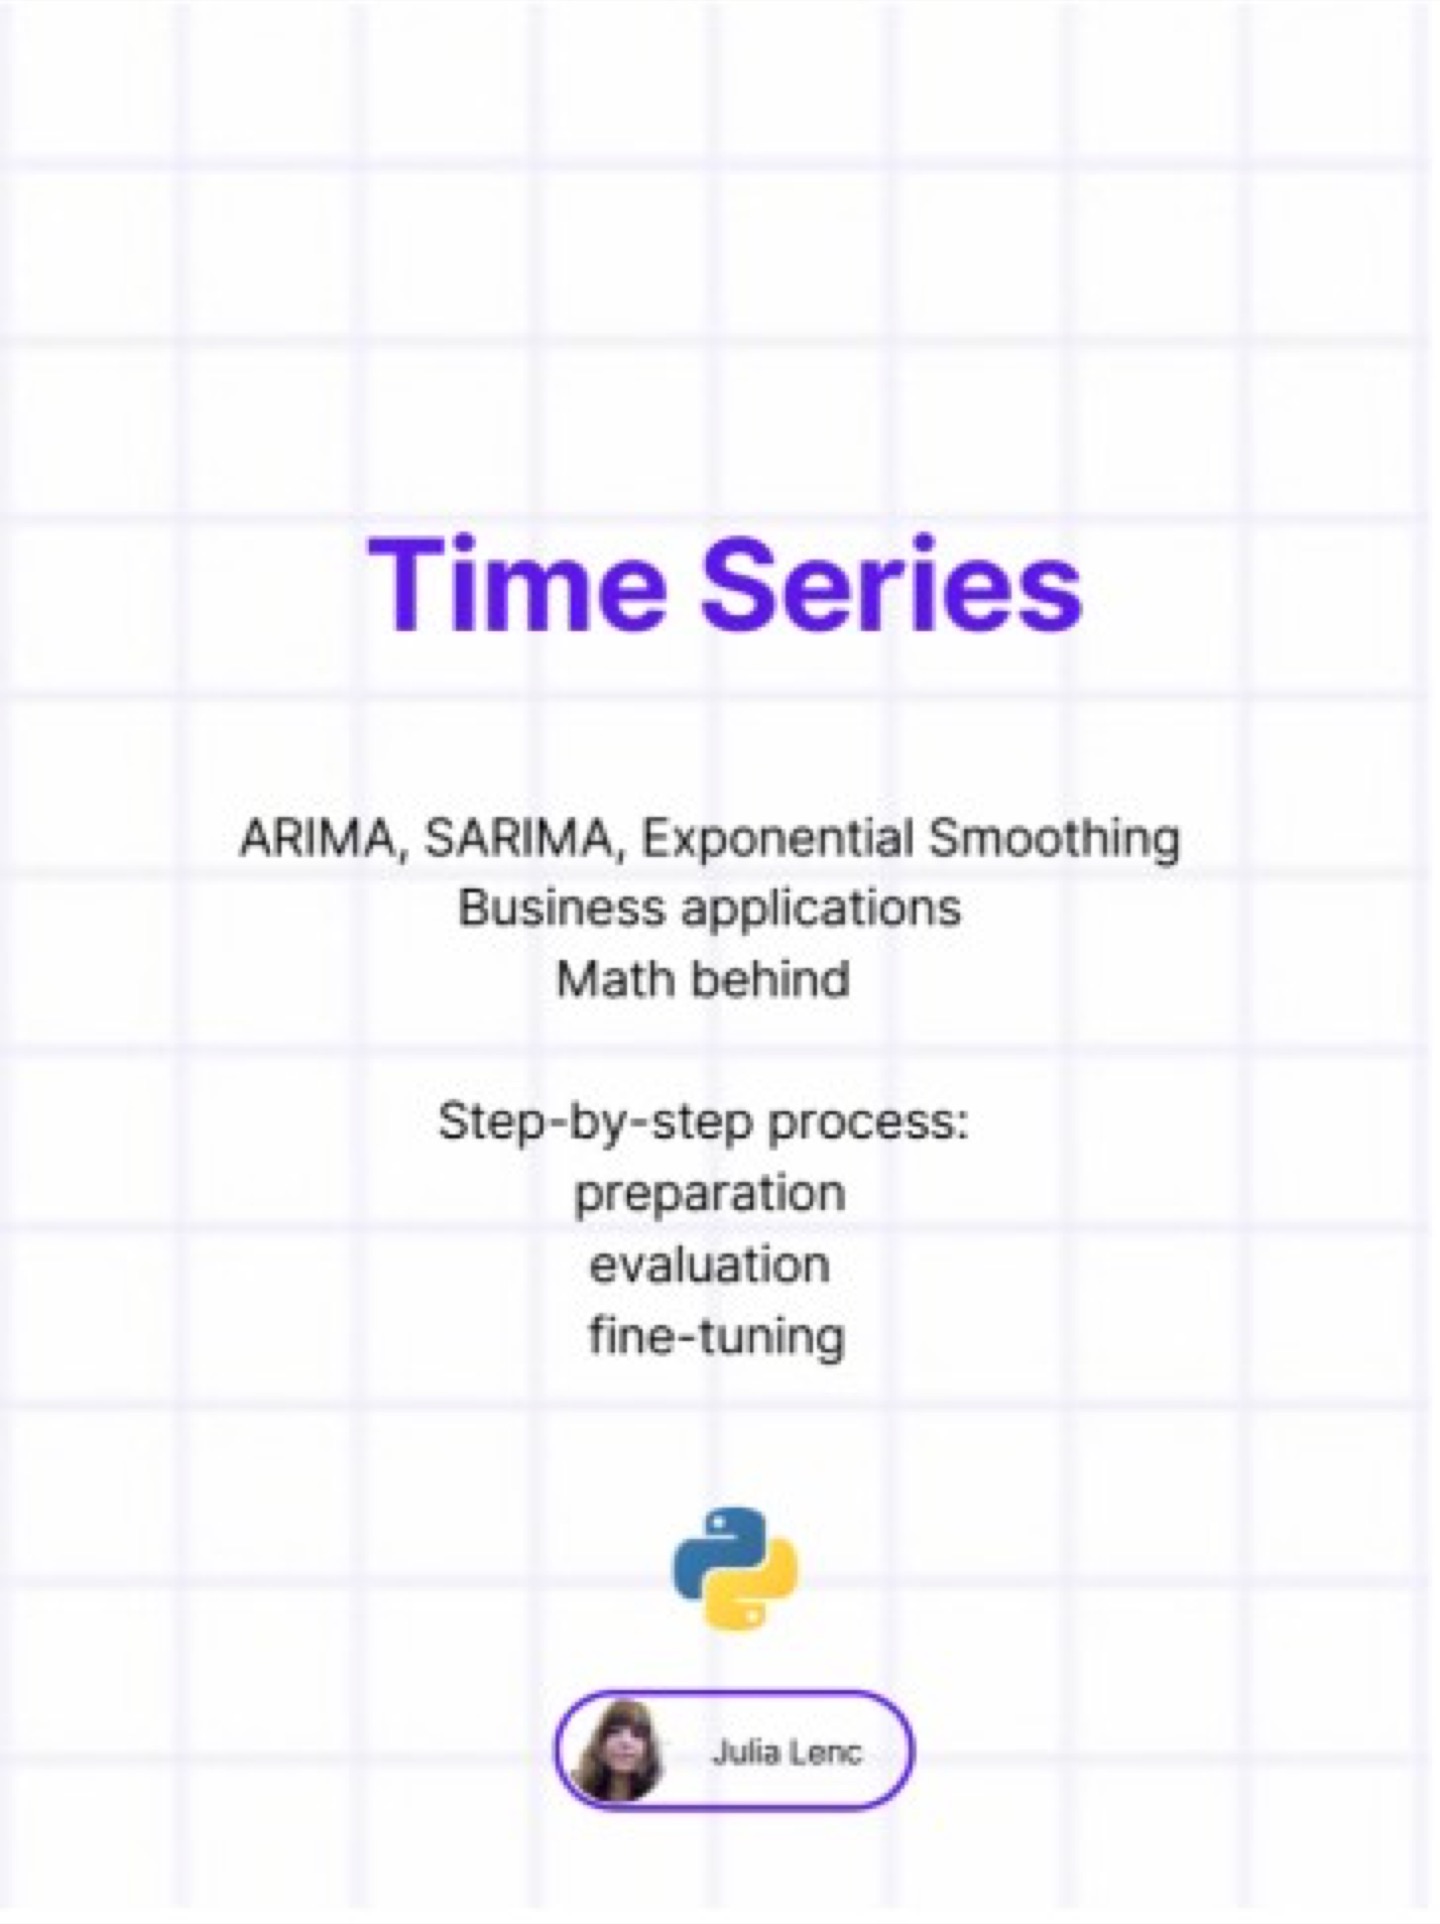 Time Series
ARIMA, SARIMA, Exponential Smoothing
Business applications
Math behind
Step-by-step process:
preparation
evaluation
fine-tuning
Julia Lenc